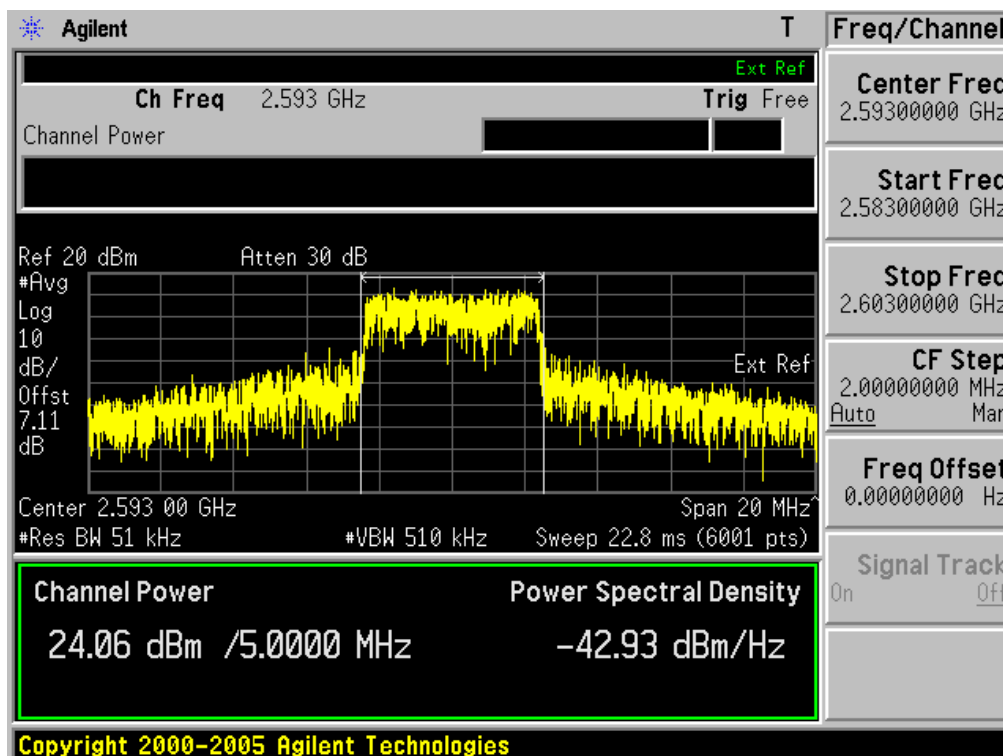 Agilent T
Freq/Channel
Ext Ref
Ch Freq 2.593 GHz Trig Free
Channel Power
Ref 20 dBm Atten 30 dB
#Avg
Log
10
dB/
Offst
7.11
dB
Ext Ref
Center 2.593 00 GHz Span 20 MHz^
#Res BW 51 kHz #VBW 510 kHz Sweep 22.8 ms (6001 pts)
Channel Power Power Spectral Density
24.06 dBm /5.0000 MHz -42.93 dBm/Hz
Copyright 2000-2005 Agilent Technologies
Center Freq
2.59300000 GHz
Start Freq
2.58300000 GHz
Stop Freq
2.60300000 GHz
CF Step
2.00000000 MHz
Auto Man
Freq Offset
0.00000000 Hz
Signal Track
On Off